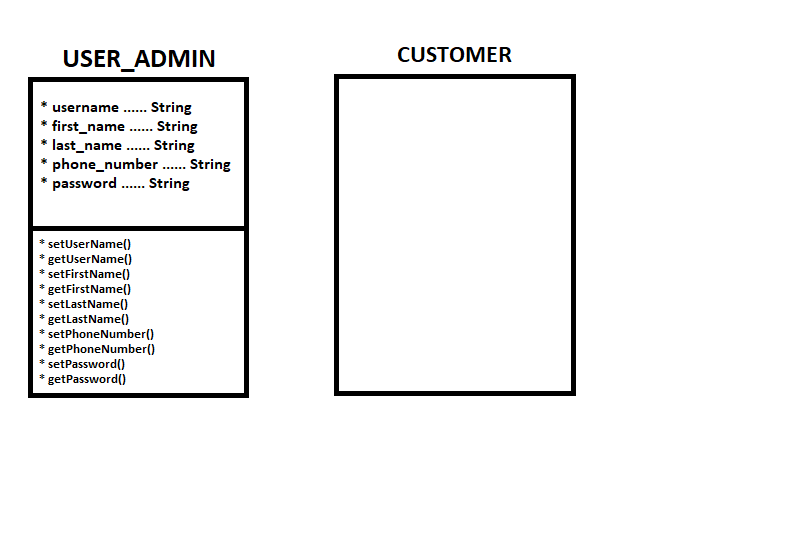 USER_ADMIN
* username ...... String
* first_name ...... String
* last_name ...... String
* phone_number ...... String
* password ...... String
* setUserName()
* getUserName()
* setFirstName()
* getFirstName()
* setLastName()
* getLastName()
* setPhoneNumber()
* getPhoneNumber()
* setPassword()
* getPassword()
CUSTOMER